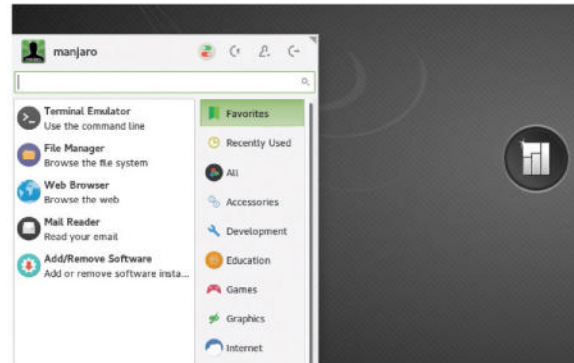 manjaro
Terminal Emulator
Use the command line
File Manager
Browse the file system
Web Browser
Browse the web
Mail Reader
Read your email
Add/Remove Software
Add or remove software insta...
Favorites
Recently Used
All
Accessories
Development
Education
Games
Graphics
Internet